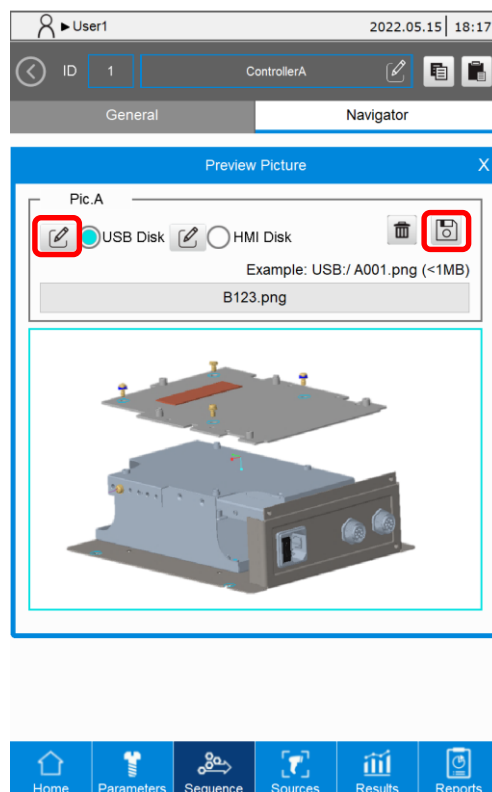 ►User1 2022.05.15 18:17
ID 1 ControllerA
General Navigator
Preview Picture X
Pic.A
USB Disk HMI Disk
Example: USB:/ A001.png (<1MB)
B123.png
Home Parameters Sequence Sources Results Reports